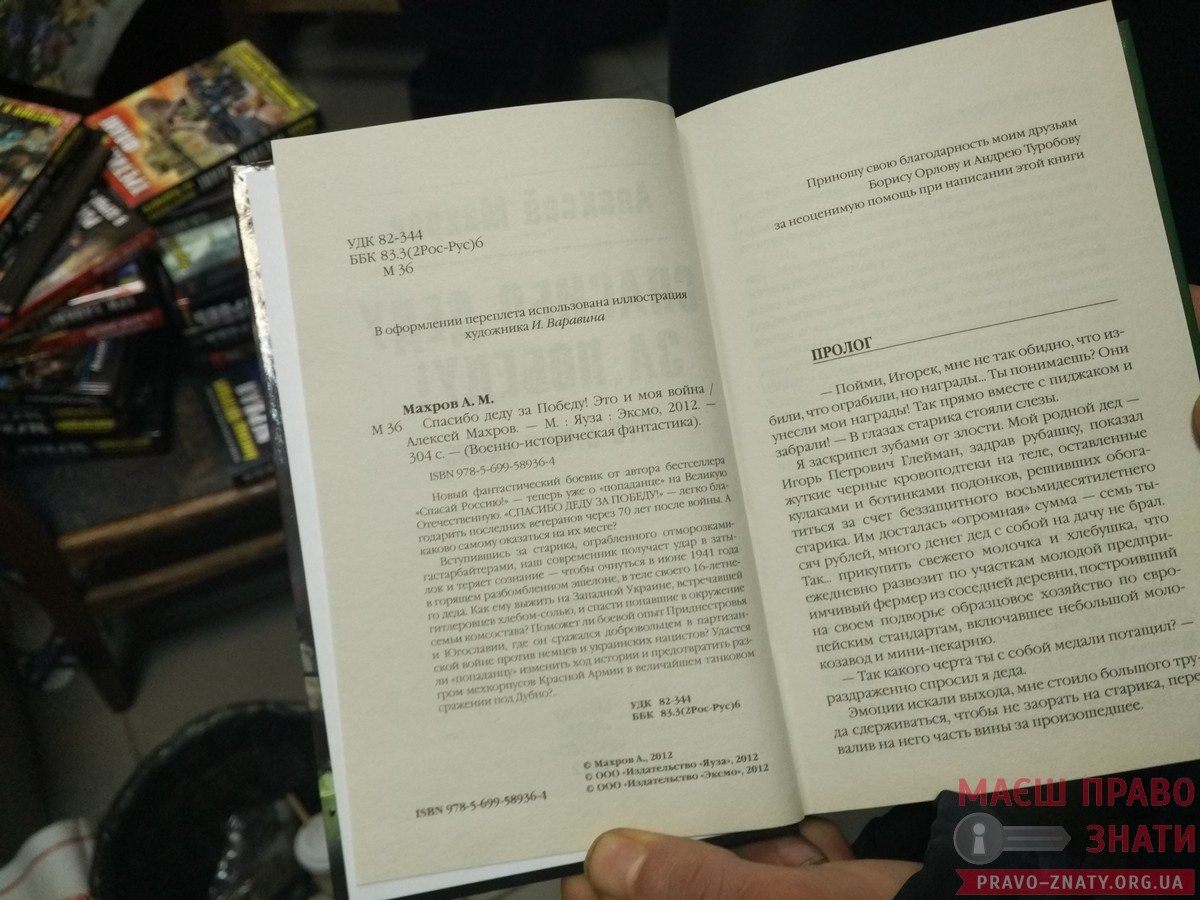 УДК 82-344
ББК 83.3(2Рос-Рус)6
М 36
В оформлении переплета использована иллюстрация
художника И. Варавина
Махров А. М.
М 36 Спасибо деду за Победу! Это и моя война /
Алексей Махров. — М. : Яуза : Эксмо, 2012. —
304 с. — (Военно-историческая фантастика).
ISBN 978-5-699-58936-4
Новый фантастический боевик от автора бестселлера
«Спасай Россию!» — теперь уже о «попаданце» на Великую
Отечественную. «СПАСИБО ДЕДУ ЗА ПОБЕДУ!» — легко бла-
годарить последних ветеранов через 70 лет после войны. А
каково самому оказаться на их месте?
Вступившись за старика, ограбленного отморозками-
гастарбайтерами, наш современник получает удар в заты-
лок и теряет сознание — чтобы очнуться в июне 1941 года
в горящем разбомбленном эшелоне, в теле своего 16-летне-
го деда. Как ему выжить на Западной Украине, встречавшей
гитлеровцев хлебом-солью, и спасти попавшие в окружение
семьи комсостава? Поможет ли боевой опыт Приднестровья
и Югославии, где он сражался добровольцем в партизан-
ской войне против немцев и украинских нацистов? Удастся
ли «попаданцу» изменить ход истории и предотвратить раз-
гром мехкорпусов Красной Армии в величайшем танковом
сражении под Дубно?..
УДК 82-344
ББК 83.3(2Рос-Рус)6
© Махров А., 2012
© ООО «Издательство «Яуза», 2012
© ООО «Издательство «Эксмо», 2012
ISBN 978-5-699-58936-4
Приношу свою благодарность моим друзьям
Борису Орлову и Андрею Туробову
за неоценимую помощь при написании этой книги
ПРОЛОГ
— Пойми, Игорек, мне не так обидно, что из-
били, что ограбили, но награды... Ты понимаешь? Они
унесли мои награды! Так прямо вместе с пиджаком и
забрали! — В глазах старика стояли слезы.
Я заскрипел зубами от злости. Мой родной дед —
Игорь Петрович Глейман, задрав рубашку, показал
жуткие черные кровоподтеки на теле, оставленные
кулаками и ботинками подонков, решивших обога-
титься за счет беззащитного восьмидесятилетнего
старика. Им досталась «огромная» сумма — семь ты-
сяч рублей, много денег дед с собой на дачу не брал.
Так... прикупить свежего молочка и хлебушка, что
ежедневно развозит по участкам молодой предпри-
имчивый фермер из соседней деревни, построивший
на своем подворье образцовое хозяйство по евро-
пейским стандартам, включавшее небольшой моло-
козавод и мини-пекарню.
— Так какого черта ты с собой медали потащил? —
раздраженно спросил я деда.
Эмоции искали выхода, мне стоило большого тру-
да сдерживаться, чтобы не заорать на старика, пере-
валив на него часть вины за произошедшее.
МАЄШ ПРАВО
ЗНАТИ
PRAVO-ZNATY.ORG.UA